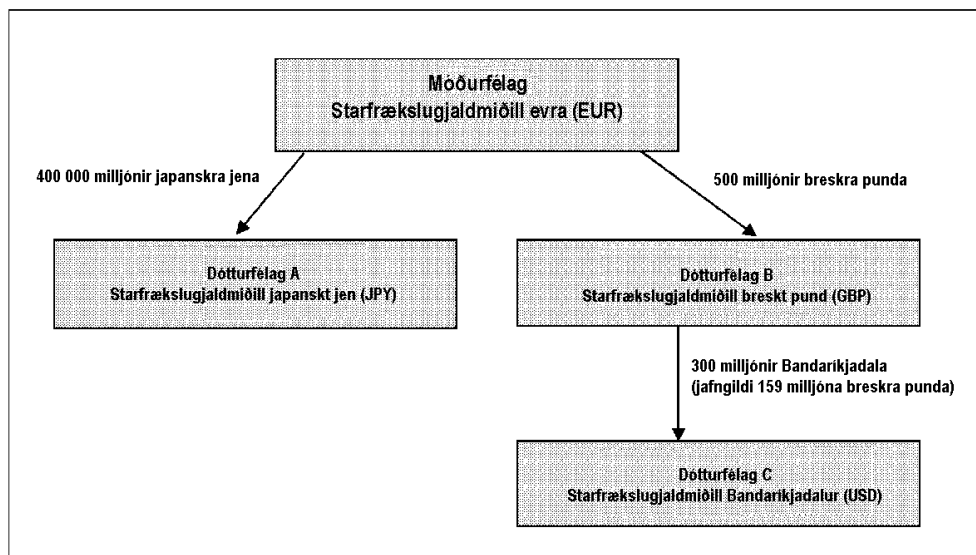 Móðurfélag
Starfrækslugjaldmiðill evra (EUR)
400 000 milljónir japanskra jena
500 milljónir breskra punda
Dótturfélag A
Starfrækslugjaldmiðill japanskt jen (JPY)
Dótturfélag B
Starfrækslugjaldmiðill breskt pund (GBP)
300 milljónir Bandaríkjadala
(jafngildi 159 milljóna breskra punda)
Dótturfélag C
Starfrækslugjaldmiðill Bandaríkjadalur (USD)